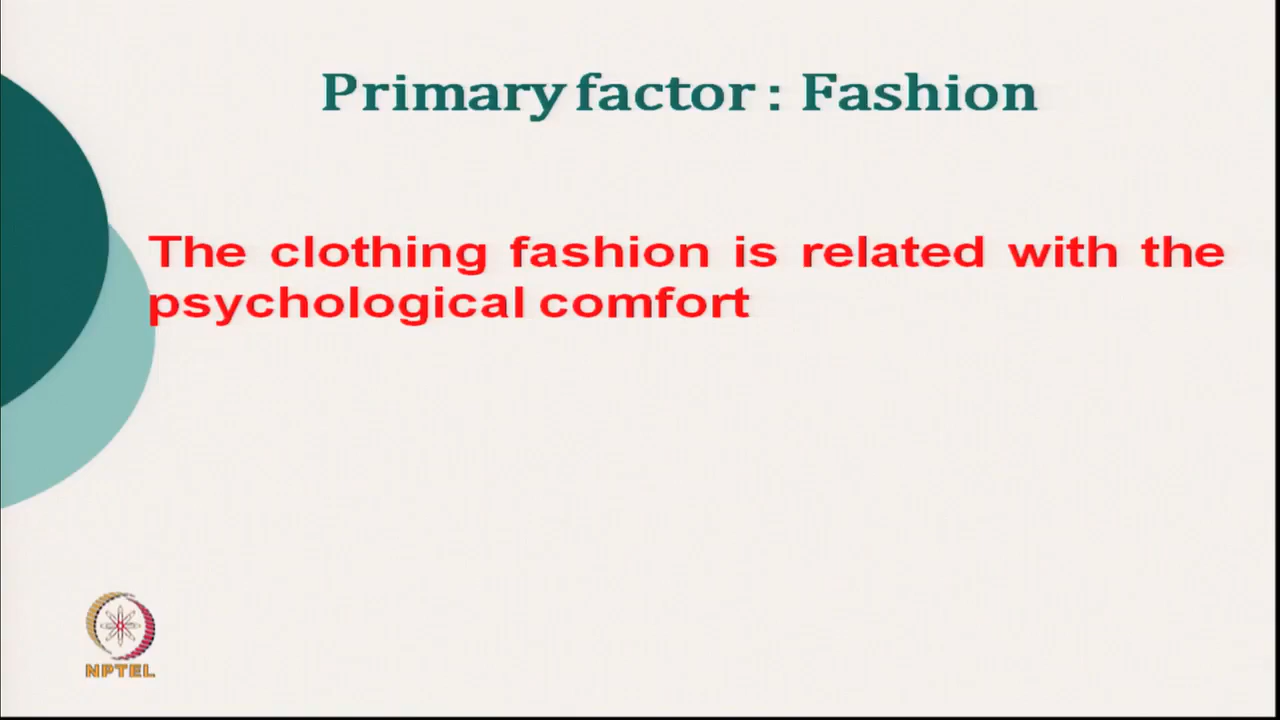 Primary factor : Fashion
The clothing fashion is related with the
psychological comfort
NPTEL